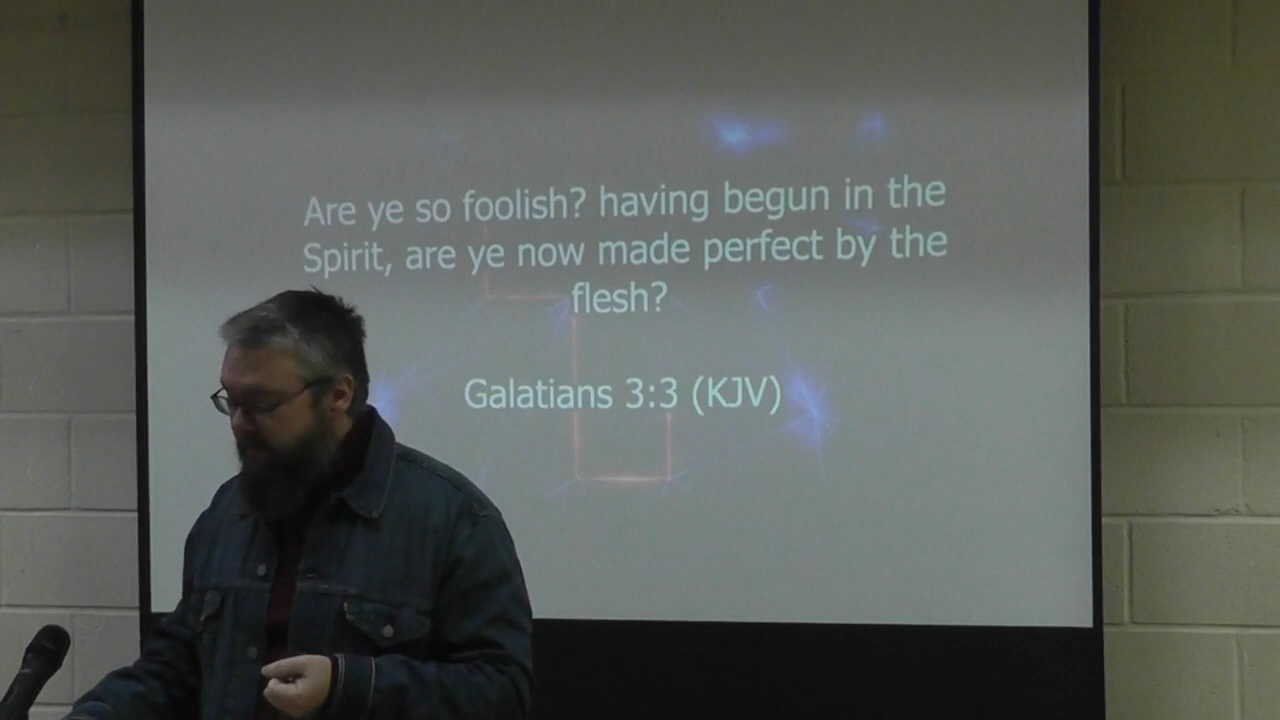 Are ye so foolish? having begun in the
Spirit, are ye now made perfect by the
flesh?
Galatians 3:3 (KJV)